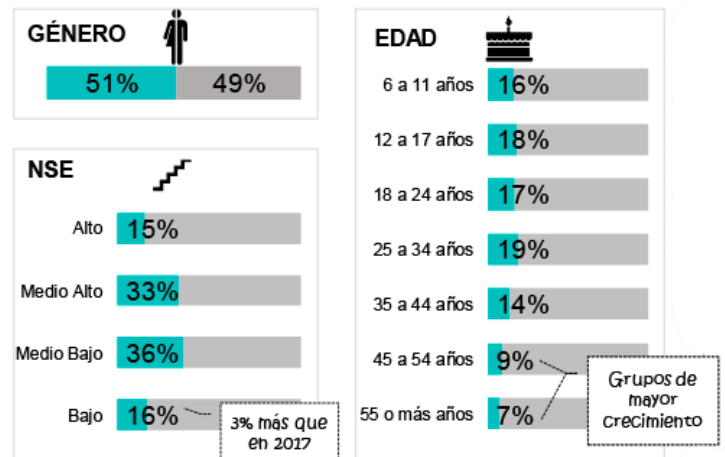 GÉNERO
51% 49%
NSE
Alto 15%
Medio Alto 33%
Medio Bajo 36%
Bajo 16%
3% más que
en 2017
EDAD
6 a 11 años 16%
12 a 17 años 18%
18 a 24 años 17%
25 a 34 años 19%
35 a 44 años 14%
45 a 54 años 9%
55 o más años 7%
Grupos de
mayor
crecimiento